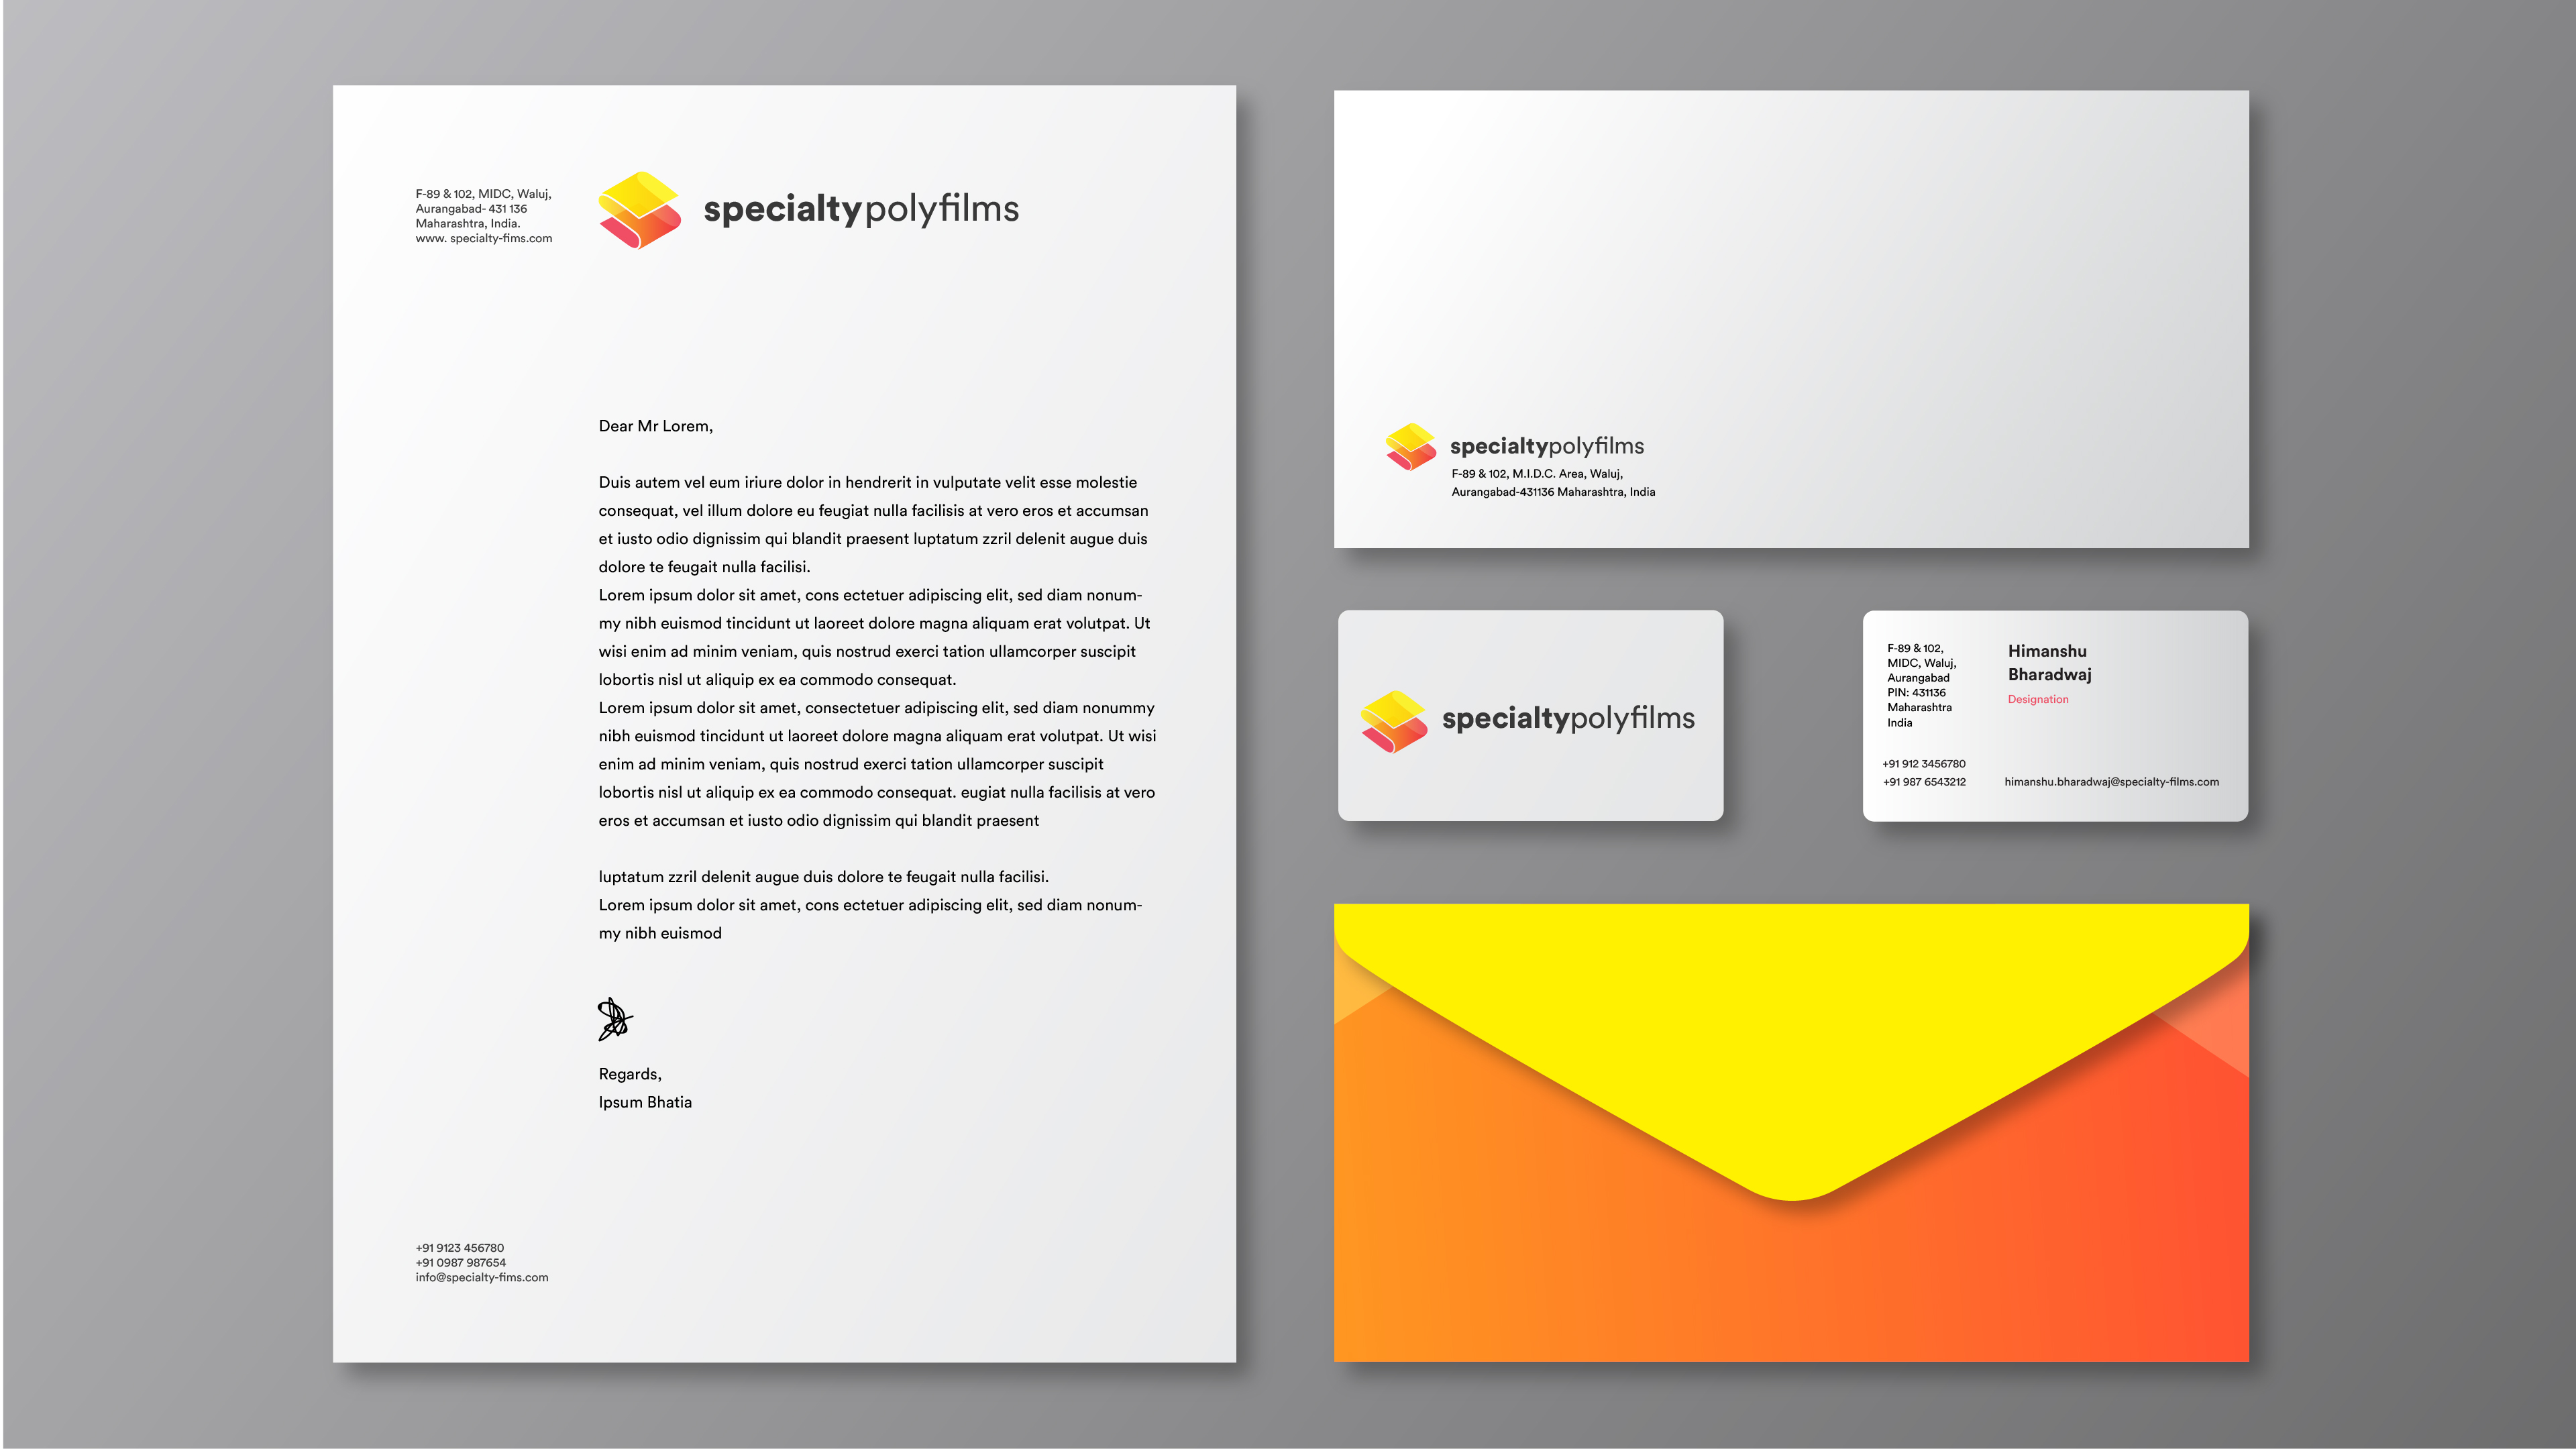 F-89 & 102, MIDC, Waluj,
Aurangabad- 431 136
Maharashtra, India.
www. specialty-fims.com
specialtypolyfilms
Dear Mr Lorem,
Duis autem vel eum iriure dolor in hendrerit in vulputate velit esse molestie
consequat, vel illum dolore eu feugiat nulla facilisis at vero eros et accumsan
et iusto odio dignissim qui blandit praesent luptatum zzril delenit augue duis
dolore te feugait nulla facilisi.
Lorem ipsum dolor sit amet, cons ectetuer adipiscing elit, sed diam nonum-
my nibh euismod tincidunt ut laoreet dolore magna aliquam erat volutpat. Ut
wisi enim ad minim veniam, quis nostrud exerci tation ullamcorper suscipit
lobortis nisl ut aliquip ex ea commodo consequat.
Lorem ipsum dolor sit amet, consectetuer adipiscing elit, sed diam nonummy
nibh euismod tincidunt ut laoreet dolore magna aliquam erat volutpat. Ut wisi
enim ad minim veniam, quis nostrud exerci tation ullamcorper suscipit
lobortis nisl ut aliquip ex ea commodo consequat. eugiat nulla facilisis at vero
eros et accumsan et iusto odio dignissim qui blandit praesent
luptatum zzril delenit augue duis dolore te feugait nulla facilisi.
Lorem ipsum dolor sit amet, cons ectetuer adipiscing elit, sed diam nonum-
my nibh euismod
Regards,
Ipsum Bhatia
+91 9123 456780
+91 0987 987654
info@specialty-fims.com
specialtypolyfilms
F-89 & 102, M.I.D.C. Area, Waluj,
Aurangabad-431136 Maharashtra, India
specialtypolyfilms
F-89 & 102,
MIDC, Waluj,
Aurangabad
PIN: 431136
Maharashtra
India
+91 912 3456780
+91 987 6543212
Himanshu
Bharadwaj
Designation
himanshu.bharadwaj@specialty-films.com